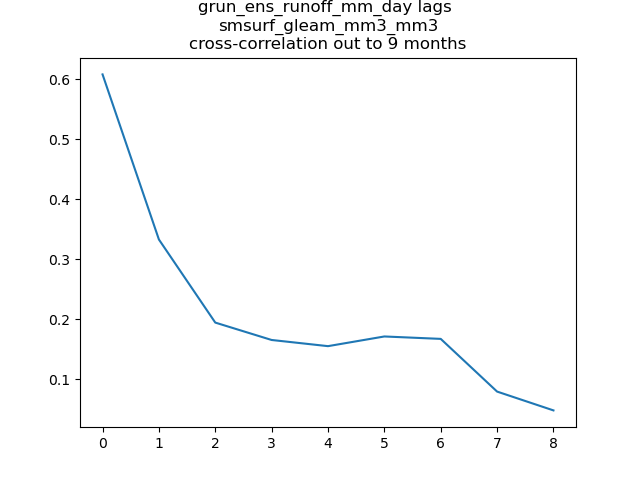 grun_ens_runoff_mm_day lags
smsurf_gleam_mm3_mm3
cross-correlation out to 9 months
0.6
0.5
0.4
0.3
0.2
0.1
0 1 2 3 4 5 6 7 8